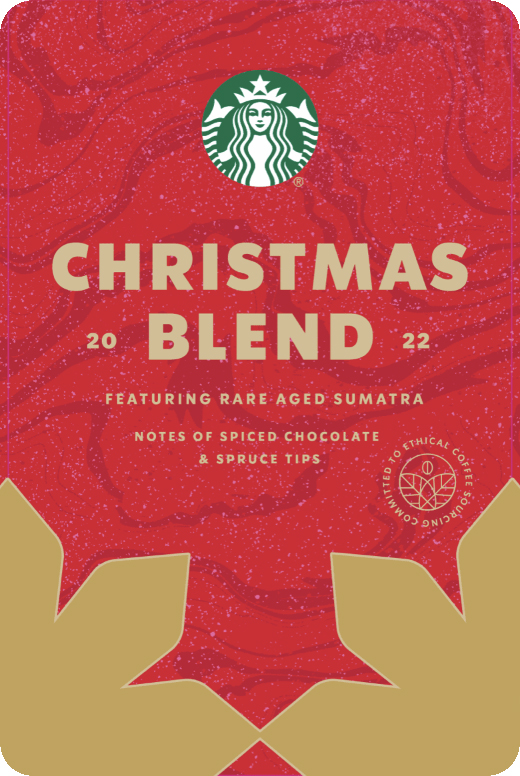 ®
CHRISTMAS
20 BLEND 22
FEATURING RARE AGED SUMATRA
NOTES OF SPICED CHOCOLATE
& SPRUCE TIPS
COMMITTED TO ETHICAL COFFEE SOURCING